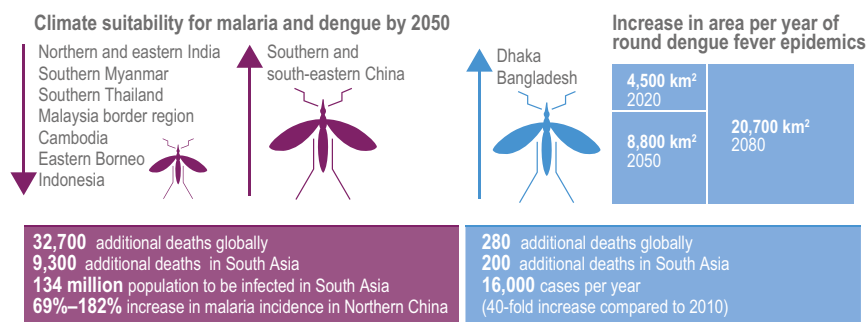 Climate suitability for malaria and dengue by 2050
Northern and eastern India
Southern Myanmar
Southern Thailand
Malaysia border region
Cambodia
Eastern Borneo
Indonesia
Southern and
south-eastern China
Dhaka
Bangladesh
Increase in area per year of
round dengue fever epidemics
4,500 km²
2020
8,800 km²
2050
20,700 km²
2080
32,700 additional deaths globally
9,300 additional deaths in South Asia
134 million population to be infected in South Asia
69%–182% increase in malaria incidence in Northern China
280 additional deaths globally
200 additional deaths in South Asia
16,000 cases per year
(40-fold increase compared to 2010)